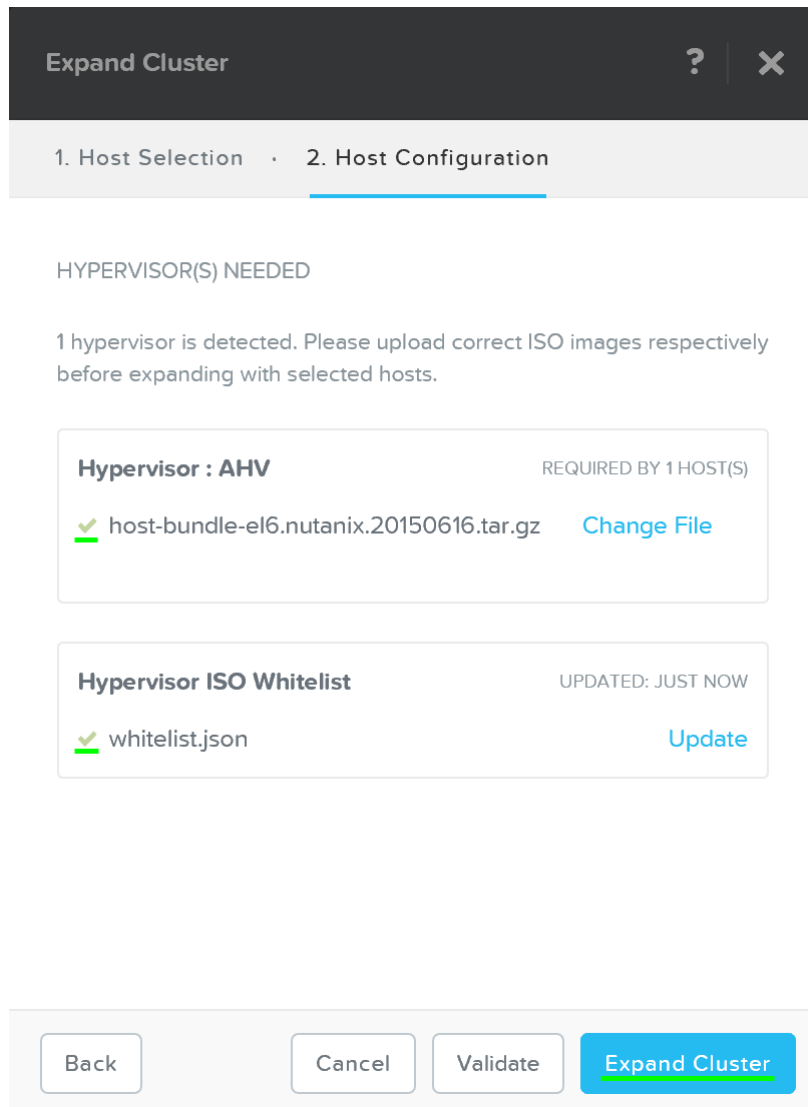 Expand Cluster ?
1. Host Selection · 2. Host Configuration
HYPERVISOR(S) NEEDED
1 hypervisor is detected. Please upload correct ISO images respectively
before expanding with selected hosts.
Hypervisor : AHV REQUIRED BY 1 HOST(S)
host-bundle-el6.nutanix.20150616.tar.gz Change File
Hypervisor ISO Whitelist UPDATED: JUST NOW
whitelist.json Update
Back Cancel Validate Expand Cluster